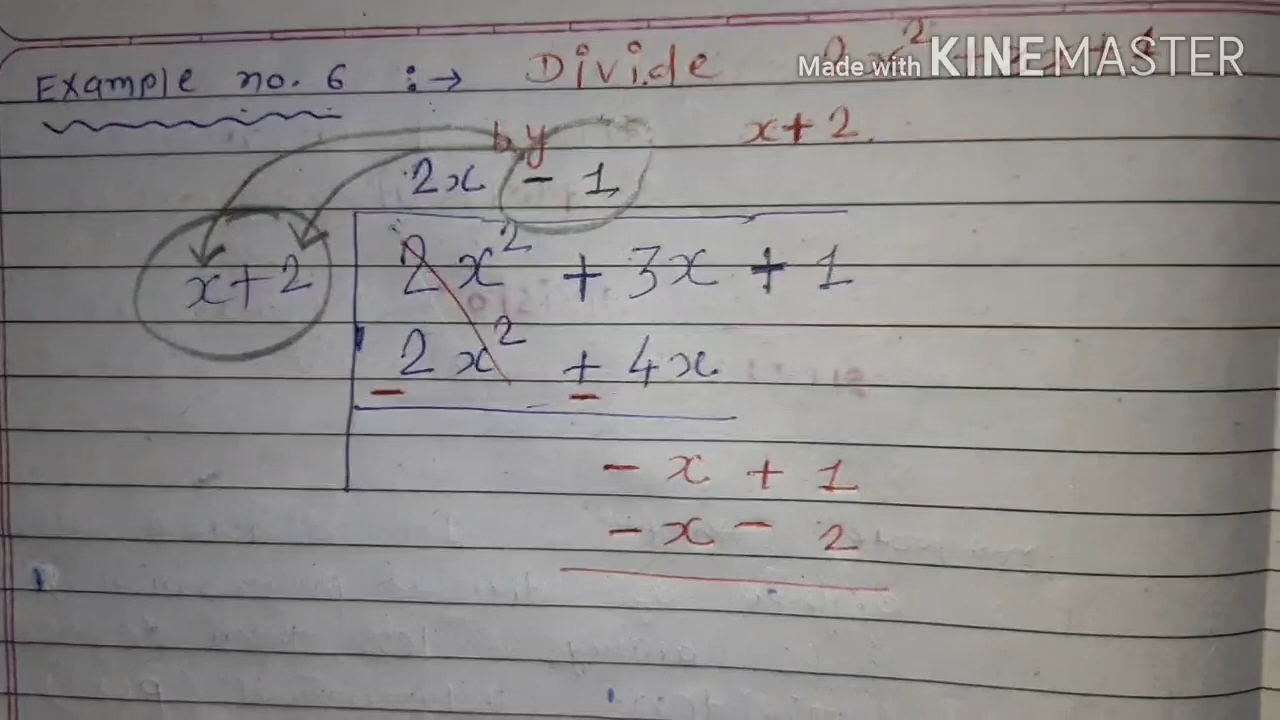 Example no. 6 :→ Divide x² Made with KINEMASTER
by x+2.
2x - 1
x+2 2x² + 3x + 1
2x² + 4x
- -
- x + 1
- x - 2